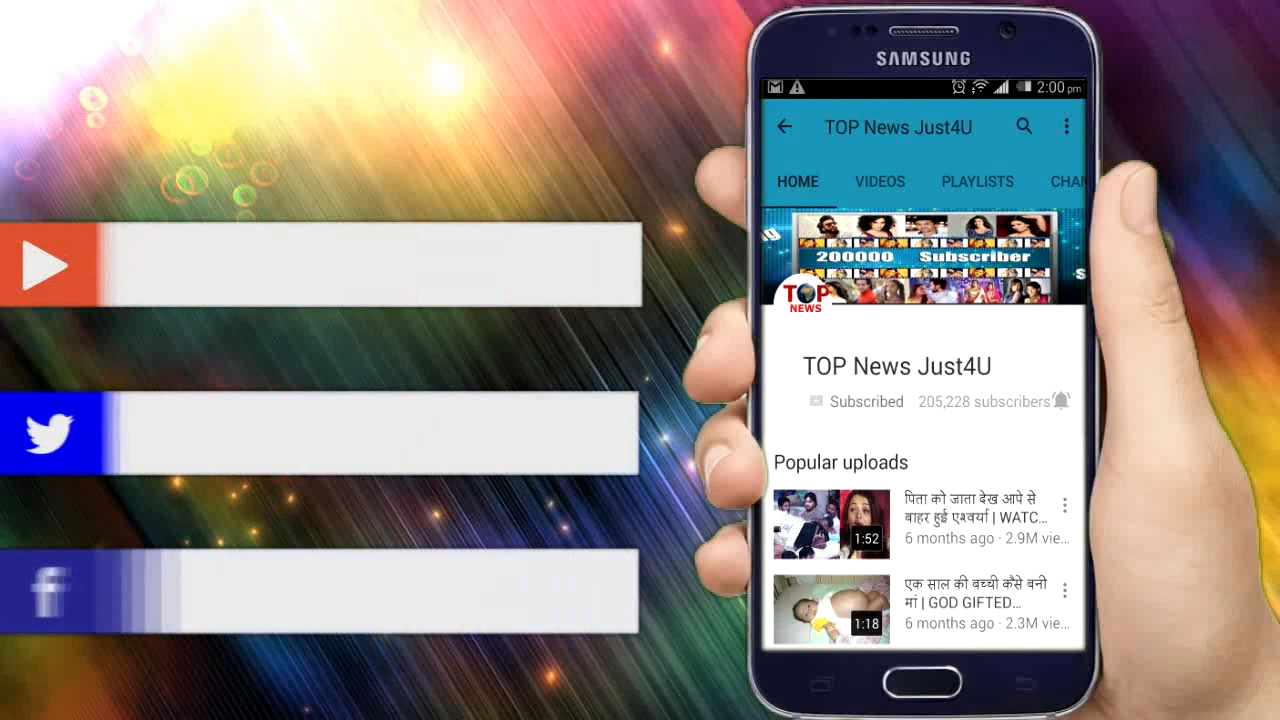 SAMSUNG
2:00 pm
TOP News Just4U
HOME VIDEOS PLAYLISTS CHAN
200000 Subscriber
TOP
NEWS
TOP News Just4U
Subscribed 205,228 subscribers
Popular uploads
पिता को जाता देख आपे से
बाहर हुई एश्वर्या | WATC...
6 months ago · 2.9M vie...
1:52
एक साल की बच्ची कैसे बनी
मां | GOD GIFTED...
6 months ago · 2.3M vie...
1:18